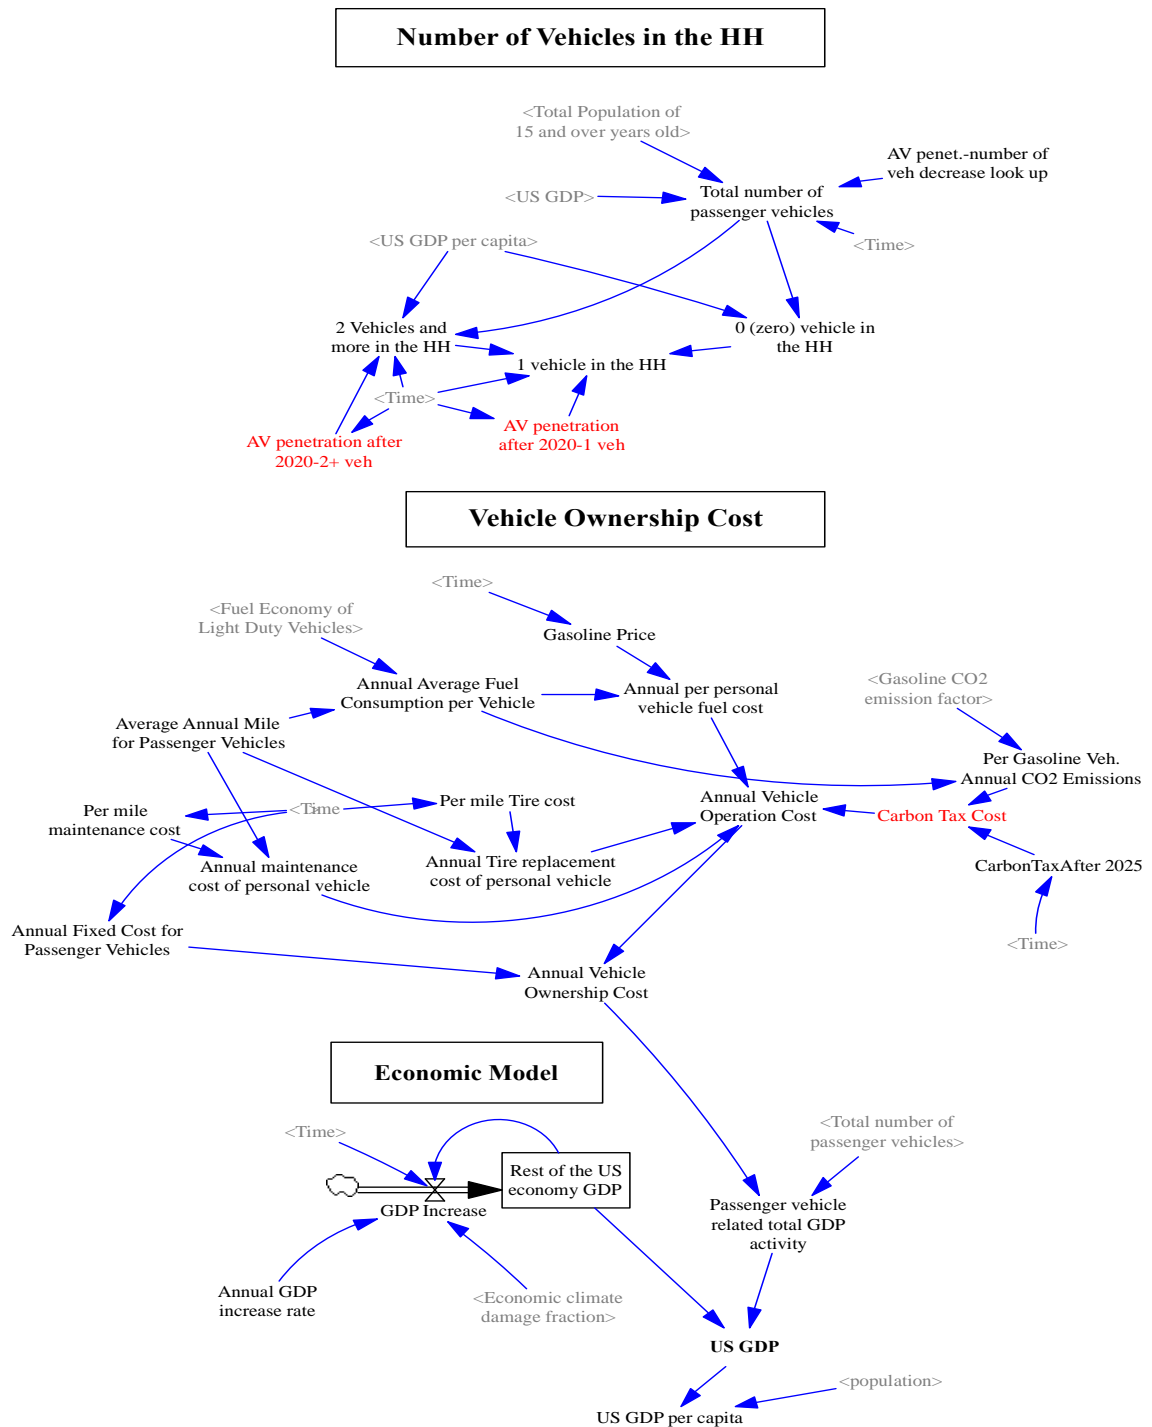 Number of Vehicles in the HH
<Total Population of
15 and over years old>
AV penet.-number of
veh decrease look up
<US GDP>
Total number of
passenger vehicles
<US GDP per capita>
<Time>
2 Vehicles and
more in the HH
0 (zero) vehicle in
the HH
1 vehicle in the HH
<Time>
AV penetration after
2020-2+ veh
AV penetration
after 2020-1 veh
Vehicle Ownership Cost
<Time>
<Fuel Economy of
Light Duty Vehicles>
Gasoline Price
Annual Average Fuel
Consumption per Vehicle
Annual per personal
vehicle fuel cost
<Gasoline CO2
emission factor>
Average Annual Mile
for Passenger Vehicles
Per Gasoline Veh.
Annual CO2 Emissions
Per mile
maintenance cost
<Time>
Per mile Tire cost
Annual Vehicle
Operation Cost
Carbon Tax Cost
Annual maintenance
cost of personal vehicle
Annual Tire replacement
cost of personal vehicle
CarbonTaxAfter 2025
Annual Fixed Cost for
Passenger Vehicles
<Time>
Annual Vehicle
Ownership Cost
Economic Model
<Time>
<Total number of
passenger vehicles>
Rest of the US
economy GDP
GDP Increase
Passenger vehicle
related total GDP
activity
Annual GDP
increase rate
<Economic climate
damage fraction>
US GDP
<population>
US GDP per capita